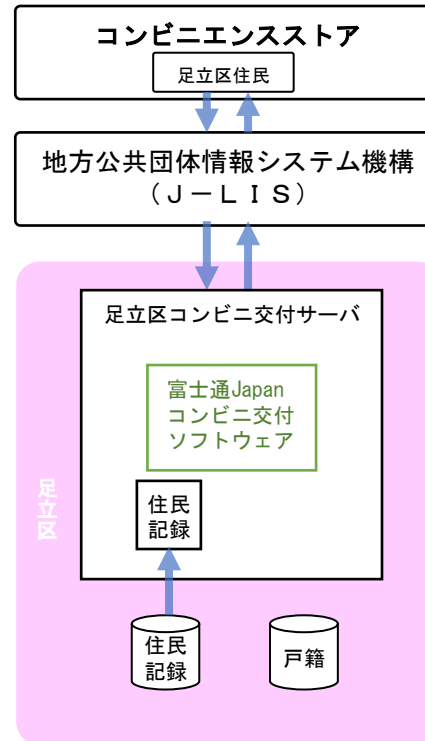 コンビニエンスストア
足立区住民
地方公共団体情報システム機構
（Ｊ－ＬＩＳ）
足立区コンビニ交付サーバ
富士通Japan
コンビニ交付
ソフトウェア
足立区
住民
記録
住民
記録
戸籍